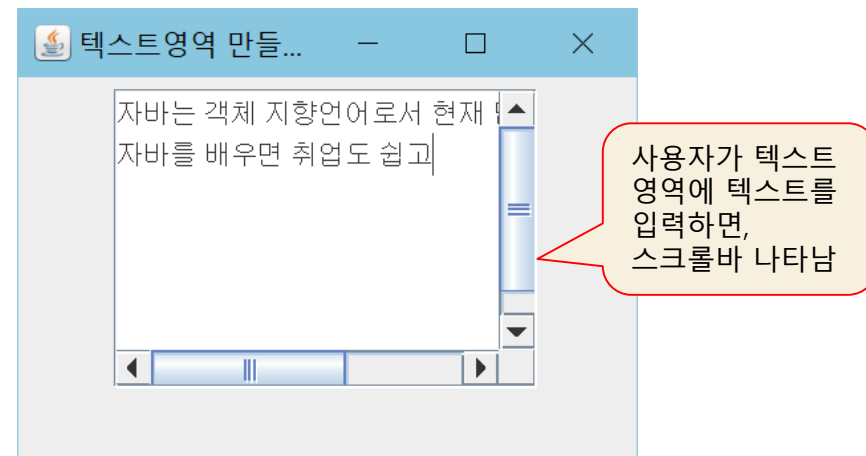 텍스트영역 만들...
자바는 객체 지향언어로서 현재
자바를 배우면 취업도 쉽고
사용자가 텍스트
영역에 텍스트를
입력하면,
스크롤바 나타남